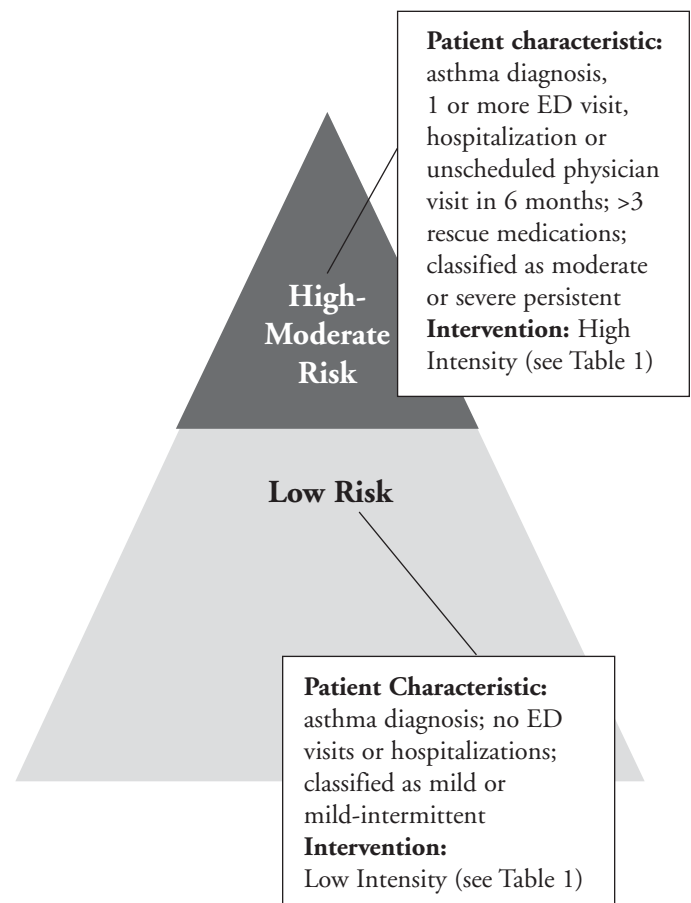 Patient characteristic:
asthma diagnosis,
1 or more ED visit,
hospitalization or
unscheduled physician
visit in 6 months; >3
rescue medications;
classified as moderate
or severe persistent
Intervention: High
Intensity (see Table 1)
High-
Moderate
Risk
Low Risk
Patient Characteristic:
asthma diagnosis; no ED
visits or hospitalizations;
classified as mild or
mild-intermittent
Intervention:
Low Intensity (see Table 1)